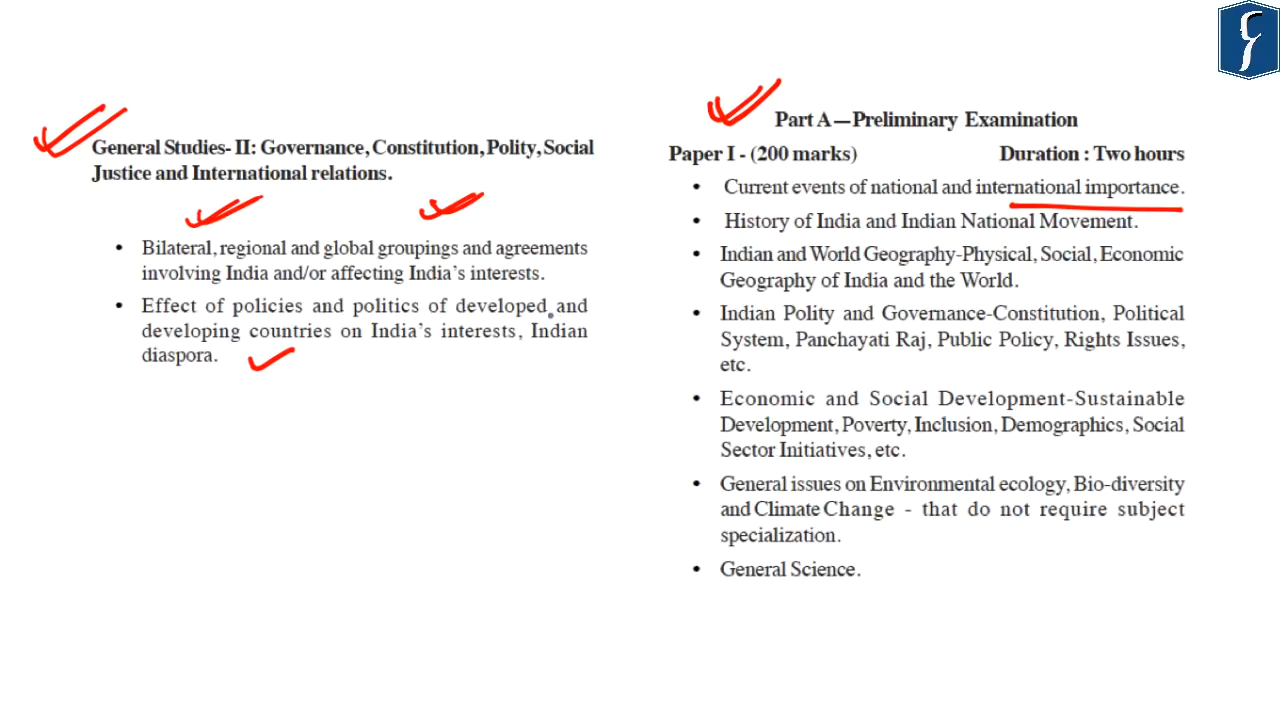 General Studies- II: Governance, Constitution, Polity, Social
Justice and International relations.
• Bilateral, regional and global groupings and agreements
involving India and/or affecting India's interests.
• Effect of policies and politics of developed and
developing countries on India's interests, Indian
diaspora.
Part A—Preliminary Examination
Paper I - (200 marks) Duration : Two hours
• Current events of national and international importance.
• History of India and Indian National Movement.
• Indian and World Geography-Physical, Social, Economic
Geography of India and the World.
• Indian Polity and Governance-Constitution, Political
System, Panchayati Raj, Public Policy, Rights Issues,
etc.
• Economic and Social Development-Sustainable
Development, Poverty, Inclusion, Demographics, Social
Sector Initiatives, etc.
• General issues on Environmental ecology, Bio-diversity
and Climate Change - that do not require subject
specialization.
• General Science.